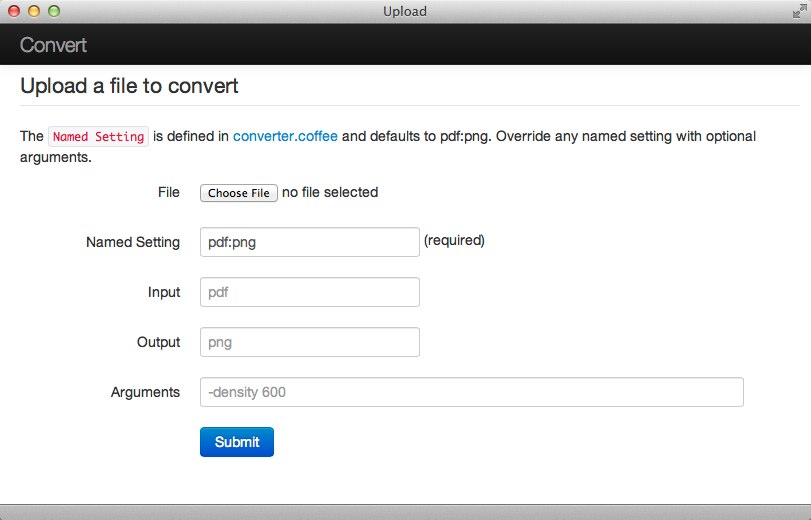 Upload
Convert
Upload a file to convert
The Named Setting is defined in converter.coffee and defaults to pdf:png. Override any named setting with optional
arguments.
File Choose File no file selected
Named Setting pdf:png (required)
Input pdf
Output png
Arguments -density 600
Submit